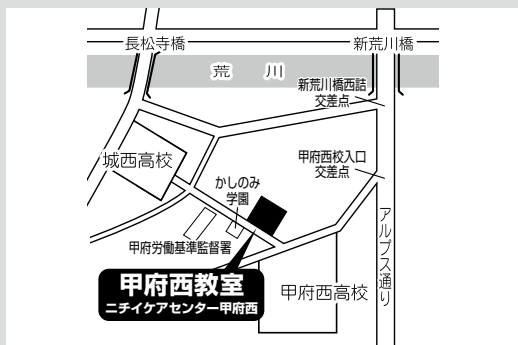 長松寺橋
新荒川橋
荒川
新荒川橋西詰
交差点
城西高校
甲府西校入口
交差点
かしのみ
学園
アルプス通り
甲府労働基準監督署
甲府西教室
ニチイケアセンター甲府西
甲府西高校